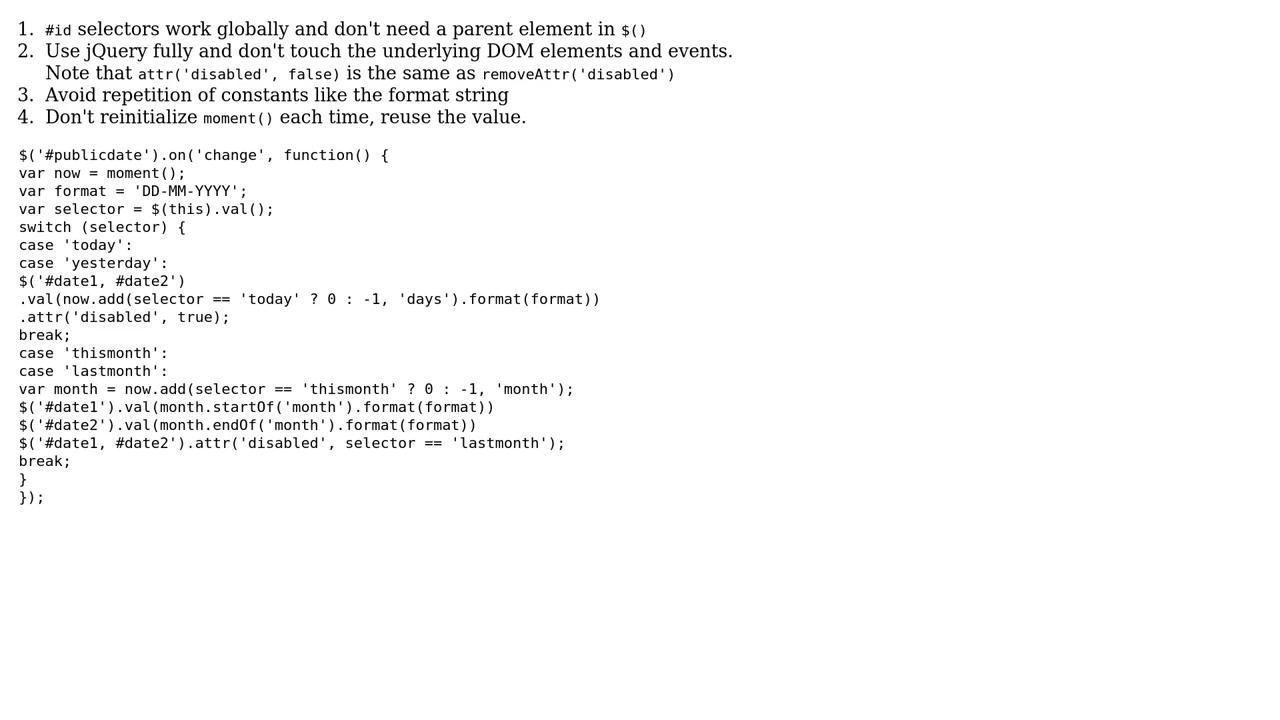 1. #id selectors work globally and don't need a parent element in $()
2. Use jQuery fully and don't touch the underlying DOM elements and events.
Note that attr('disabled', false) is the same as removeAttr('disabled')
3. Avoid repetition of constants like the format string
4. Don't reinitialize moment() each time, reuse the value.
$('#publicdate').on('change', function() {
var now = moment();
var format = 'DD-MM-YYYY';
var selector = $(this).val();
switch (selector) {
case 'today':
case 'yesterday':
$('#date1, #date2')
.val(now.add(selector == 'today' ? 0 : -1, 'days').format(format))
.attr('disabled', true);
break;
case 'thismonth':
case 'lastmonth':
var month = now.add(selector == 'thismonth' ? 0 : -1, 'month');
$('#date1').val(month.startOf('month').format(format))
$('#date2').val(month.endOf('month').format(format))
$('#date1, #date2').attr('disabled', selector == 'lastmonth');
break;
}
});